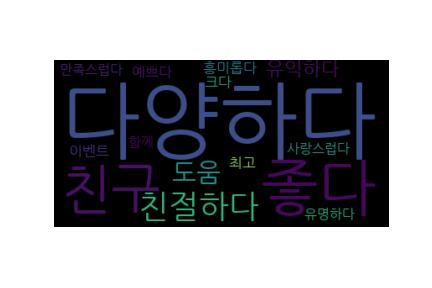 만족스럽다 예쁘다 흥미롭다 유익하다
크다
다양하다
이벤트 함께 사랑스럽다
친구 도움 최고 좋다
친절하다 유명하다